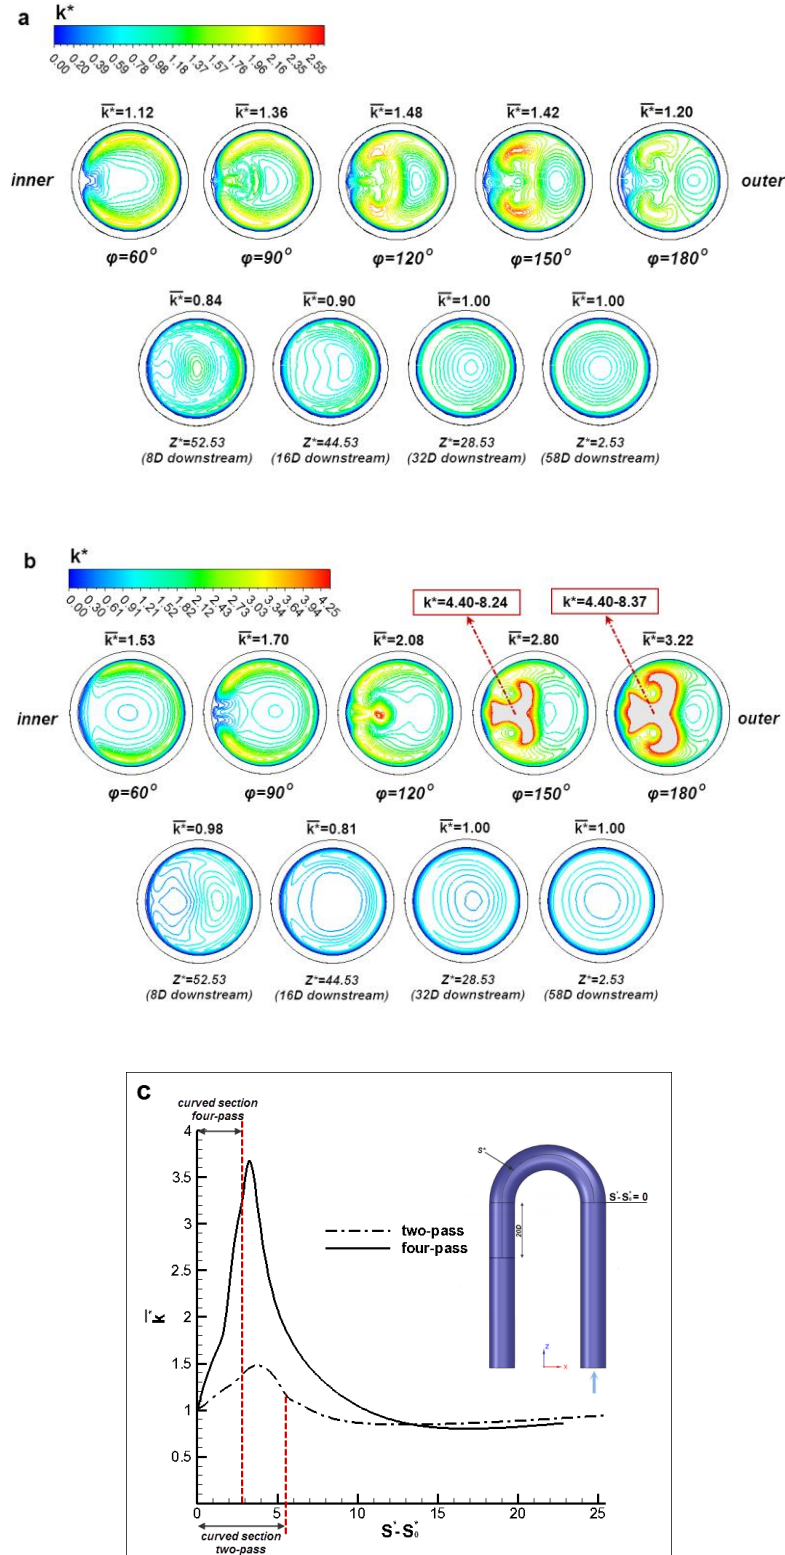 a
k*
0.00 0.20 0.39 0.59 0.78 0.98 1.18 1.37 1.57 1.76 1.96 2.16 2.35 2.55
k*=1.12 k*=1.36 k*=1.48 k*=1.42 k*=1.20
inner outer
φ=60° φ=90° φ=120° φ=150° φ=180°
k*=0.84 k*=0.90 k*=1.00 k*=1.00
Z*=52.53 Z*=44.53 Z*=28.53 Z*=2.53
(8D downstream) (16D downstream) (32D downstream) (58D downstream)
b
k*
0.00 0.30 0.61 0.91 1.21 1.52 1.82 2.12 2.43 2.73 3.03 3.34 3.64 3.94 4.25
k*=4.40-8.24 k*=4.40-8.37
k*=1.53 k*=1.70 k*=2.08 k*=2.80 k*=3.22
inner outer
φ=60° φ=90° φ=120° φ=150° φ=180°
k*=0.98 k*=0.81 k*=1.00 k*=1.00
Z*=52.53 Z*=44.53 Z*=28.53 Z*=2.53
(8D downstream) (16D downstream) (32D downstream) (58D downstream)
c
curved section
four-pass
4
3.5
3
2.5
2
1.5
1
0.5
k*
S*
S*-S₀*= 0
20D
Z
X
two-pass
four-pass
0 5 10 15 20 25
S*-S₀*
curved section
two-pass